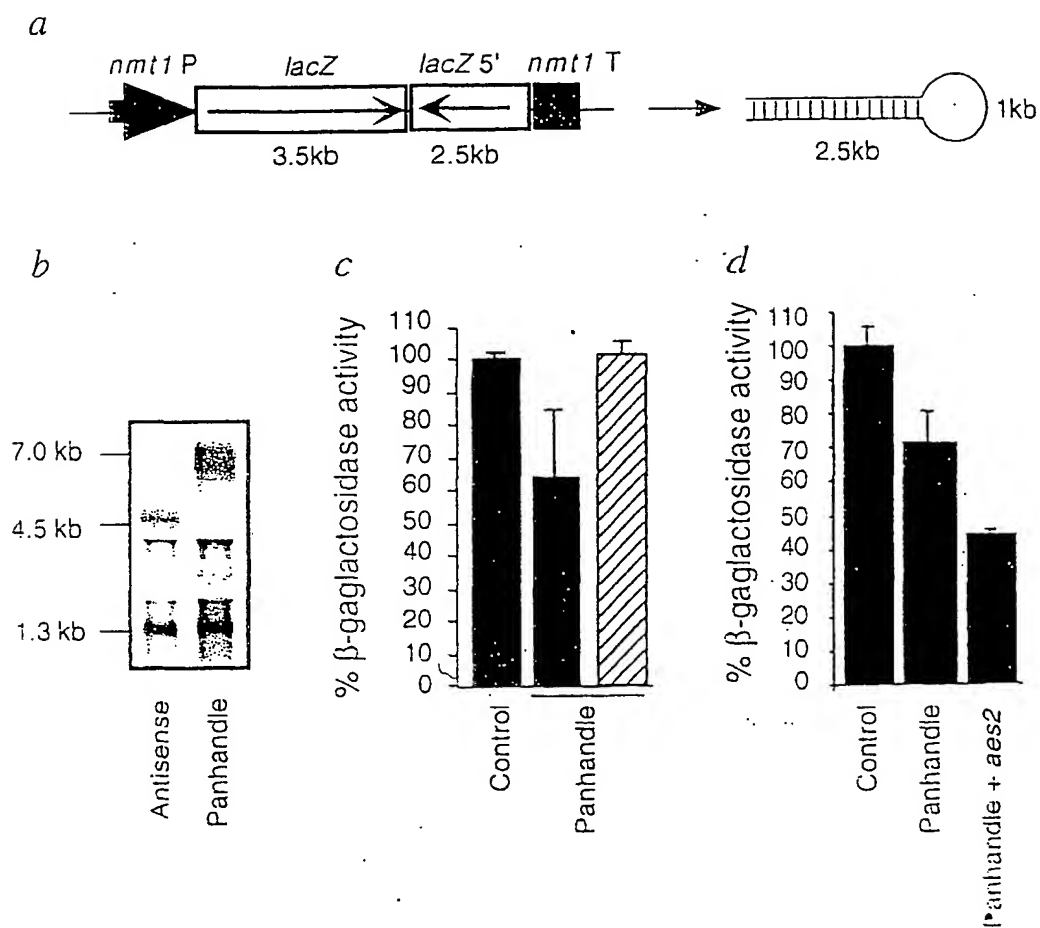 a
nmt1 P lacZ lacZ 5' nmt1 T
3.5kb 2.5kb
2.5kb
1kb
b
7.0 kb
4.5 kb
1.3 kb
Antisense
Panhandle
c
% β-gaglactosidase activity
110
100
90
80
70
60
50
40
30
20
10
0
Control
Panhandle
d
% β-gaglactosidase activity
110
100
90
80
70
60
50
40
30
20
10
0
Control
Panhandle
Panhandle + aes2